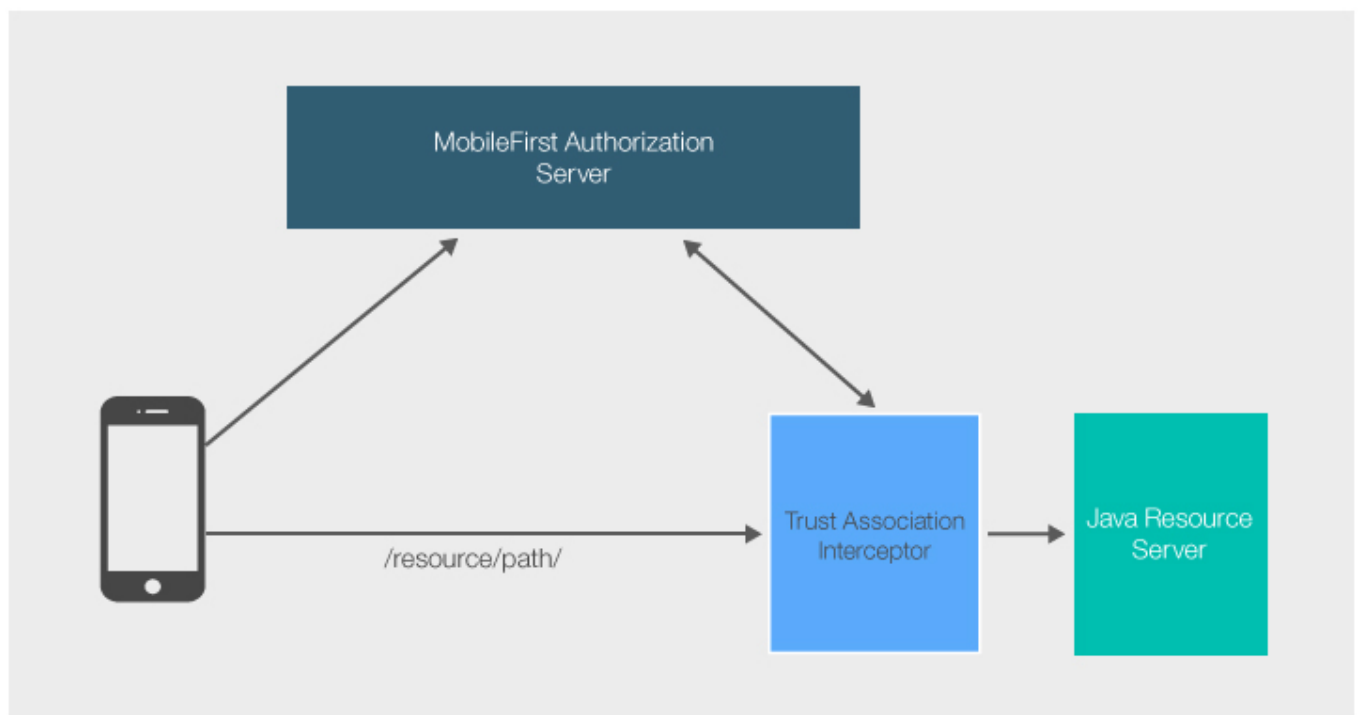 MobileFirst Authorization
Server
/resource/path/
Trust Association
Interceptor
Java Resource
Server